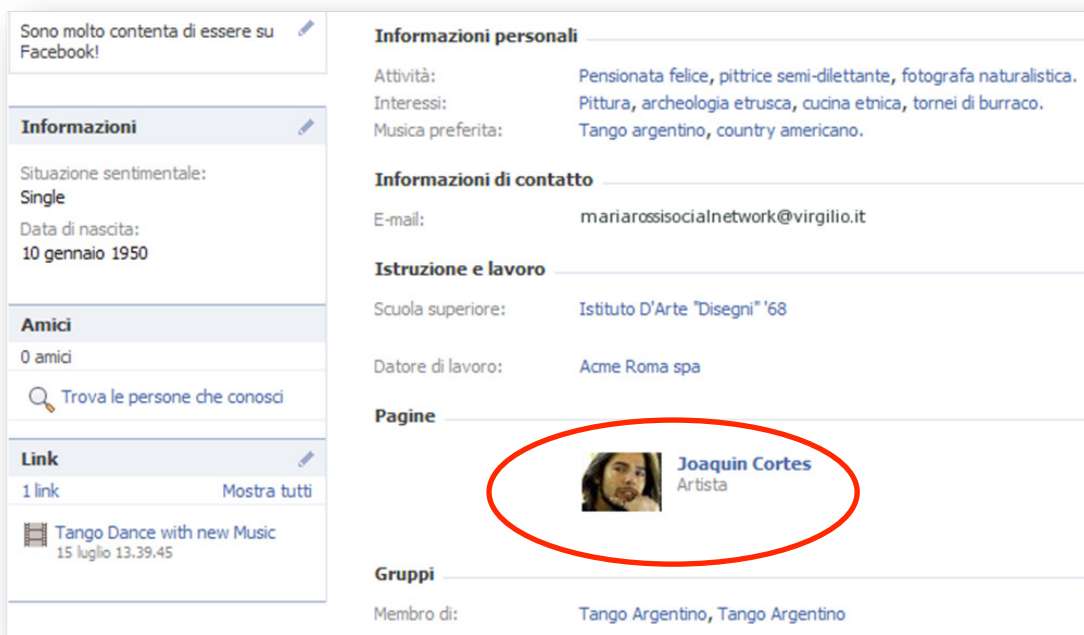 Sono molto contenta di essere su
Facebook!
Informazioni
Situazione sentimentale:
Single
Data di nascita:
10 gennaio 1950
Amici
0 amici
Trova le persone che conosci
Link
1 link Mostra tutti
Tango Dance with new Music
15 luglio 13.39.45
Informazioni personali
Attività: Pensionata felice, pittrice semi-dilettante, fotografa naturalistica.
Interessi: Pittura, archeologia etrusca, cucina etnica, tornei di burraco.
Musica preferita: Tango argentino, country americano.
Informazioni di contatto
E-mail: mariarossisocialnetwork@virgilio.it
Istruzione e lavoro
Scuola superiore: Istituto D'Arte "Disegni" '68
Datore di lavoro: Acme Roma spa
Pagine
Joaquin Cortes
Artista
Gruppi
Membro di: Tango Argentino, Tango Argentino